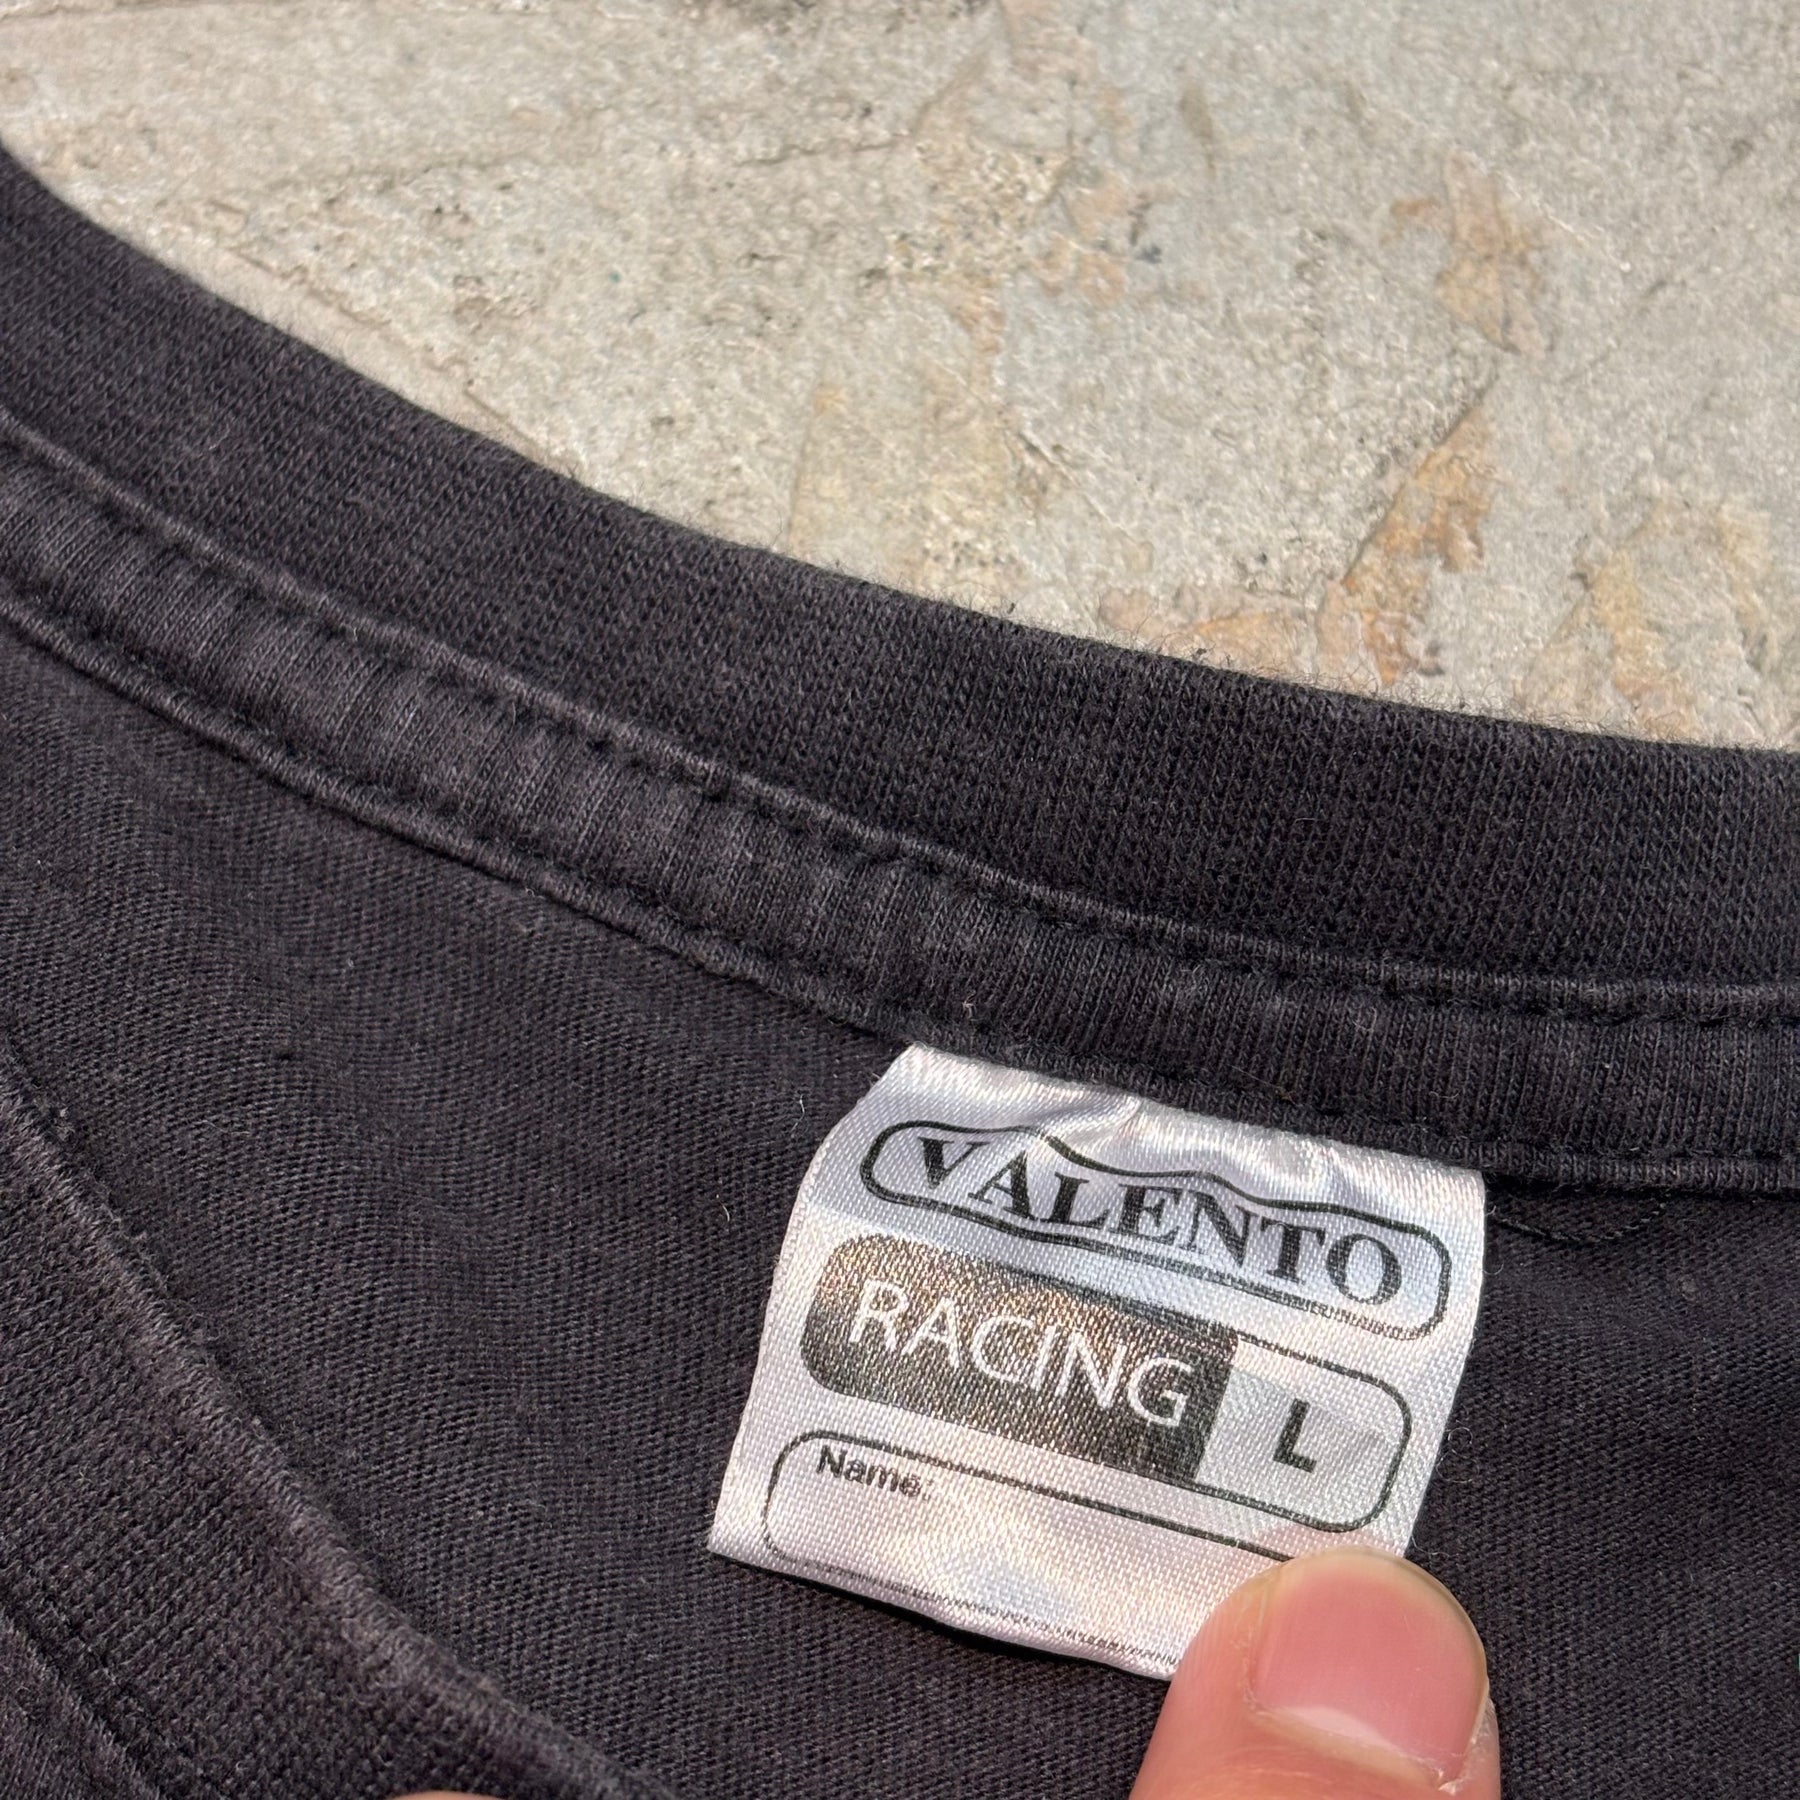 VALENTO
RACING L
Name: